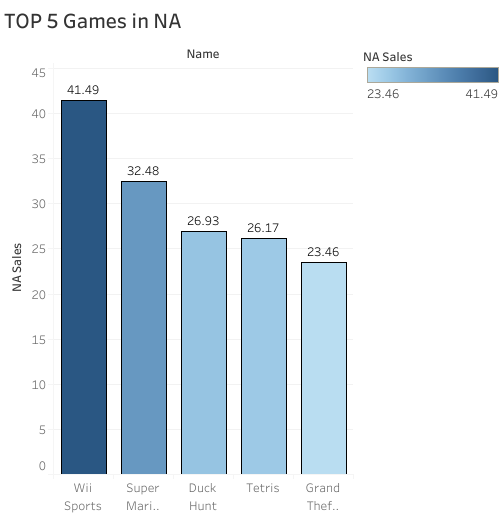 TOP 5 Games in NA
Name
NA Sales
23.46 41.49
45
40
35
30
25
20
15
10
5
0
NA Sales
41.49
32.48
26.93
26.17
23.46
Wii Sports
Super Mari..
Duck Hunt
Tetris
Grand Thef..